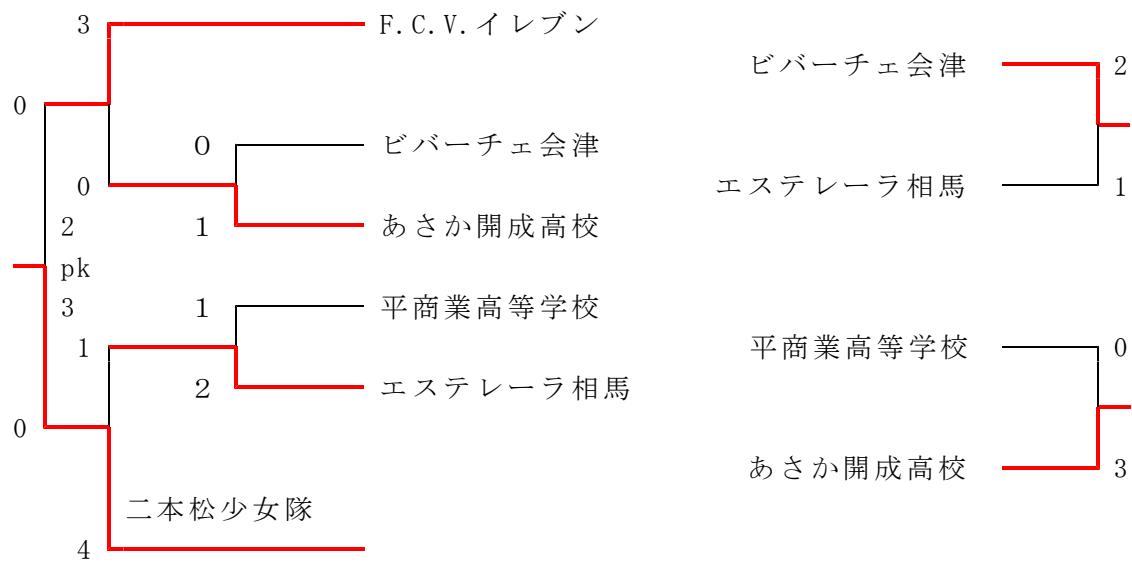 3 F.C.V.イレブン
ビバーチェ会津 2
0
0 ビバーチェ会津
0 エステレーラ相馬 1
2 1 あさか開成高校
pk
3 1 平商業高等学校
1 平商業高等学校 0
2 エステレーラ相馬
0
あさか開成高校 3
二本松少女隊
4